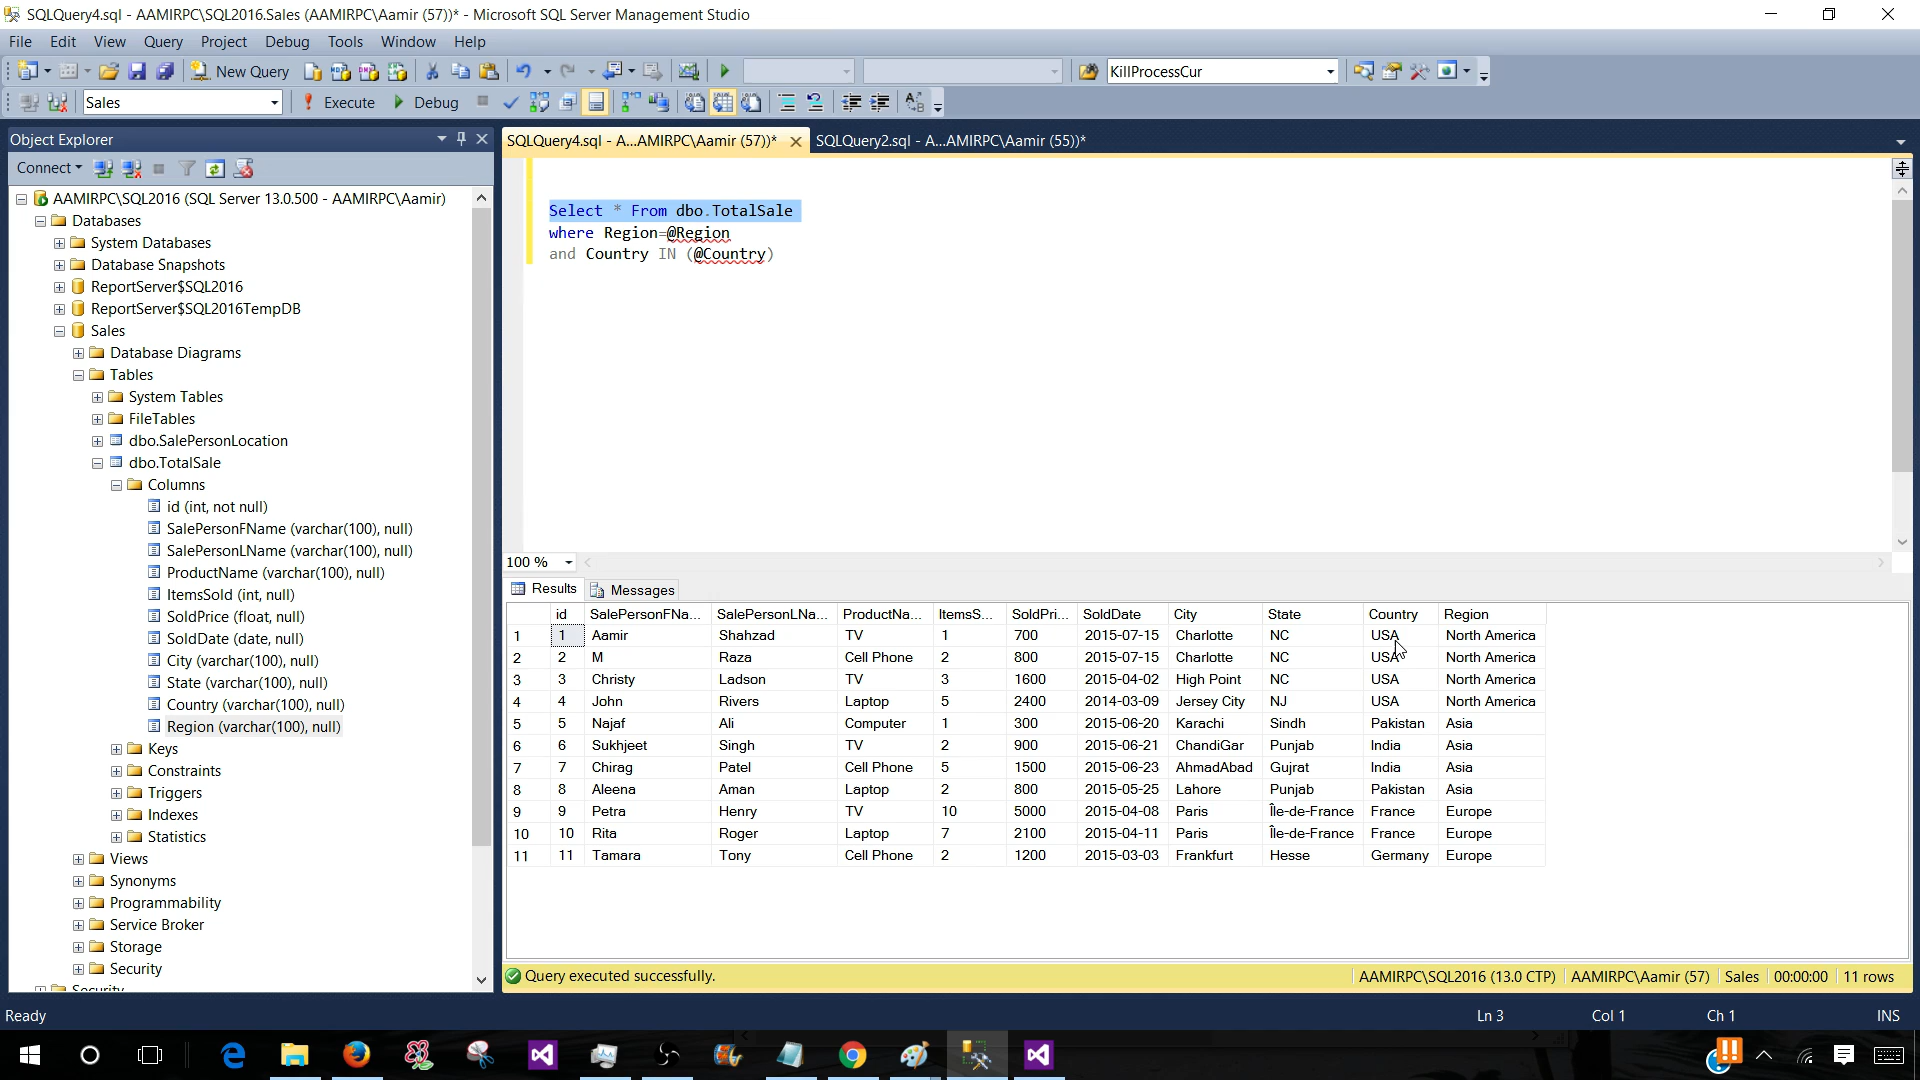 SQLQuery4.sql - AAMIRPC\SQL2016.Sales (AAMIRPC\Aamir (57))* - Microsoft SQL Server Management Studio
File Edit View Query Project Debug Tools Window Help
New Query KillProcessCur
Sales Execute Debug
Object Explorer
Connect
AAMIRPC\SQL2016 (SQL Server 13.0.500 - AAMIRPC\Aamir)
Databases
System Databases
Database Snapshots
ReportServer$SQL2016
ReportServer$SQL2016TempDB
Sales
Database Diagrams
Tables
System Tables
FileTables
dbo.SalePersonLocation
dbo.TotalSale
Columns
id (int, not null)
SalePersonFName (varchar(100), null)
SalePersonLName (varchar(100), null)
ProductName (varchar(100), null)
ItemsSold (int, null)
SoldPrice (float, null)
SoldDate (date, null)
City (varchar(100), null)
State (varchar(100), null)
Country (varchar(100), null)
Region (varchar(100), null)
Keys
Constraints
Triggers
Indexes
Statistics
Views
Synonyms
Programmability
Service Broker
Storage
Security
Security
SQLQuery4.sql - A...AMIRPC\Aamir (57))* SQLQuery2.sql - A...AMIRPC\Aamir (55))*
Select * From dbo.TotalSale
where Region=@Region
and Country IN (@Country)
100 %
Results Messages
id SalePersonFNa... SalePersonLNa... ProductNa... ItemsS... SoldPri... SoldDate City State Country Region
1 1 Aamir Shahzad TV 1 700 2015-07-15 Charlotte NC USA North America
2 2 M Raza Cell Phone 2 800 2015-07-15 Charlotte NC USA North America
3 3 Christy Ladson TV 3 1600 2015-04-02 High Point NC USA North America
4 4 John Rivers Laptop 5 2400 2014-03-09 Jersey City NJ USA North America
5 5 Najaf Ali Computer 1 300 2015-06-20 Karachi Sindh Pakistan Asia
6 6 Sukhjeet Singh TV 2 900 2015-06-21 ChandiGar Punjab India Asia
7 7 Chirag Patel Cell Phone 5 1500 2015-06-23 AhmadAbad Gujrat India Asia
8 8 Aleena Aman Laptop 2 800 2015-05-25 Lahore Punjab Pakistan Asia
9 9 Petra Henry TV 10 5000 2015-04-08 Paris Île-de-France France Europe
10 10 Rita Roger Laptop 7 2100 2015-04-11 Paris Île-de-France France Europe
11 11 Tamara Tony Cell Phone 2 1200 2015-03-03 Frankfurt Hesse Germany Europe
Query executed successfully. AAMIRPC\SQL2016 (13.0 CTP) AAMIRPC\Aamir (57) Sales 00:00:00 11 rows
Ready Ln 3 Col 1 Ch 1 INS